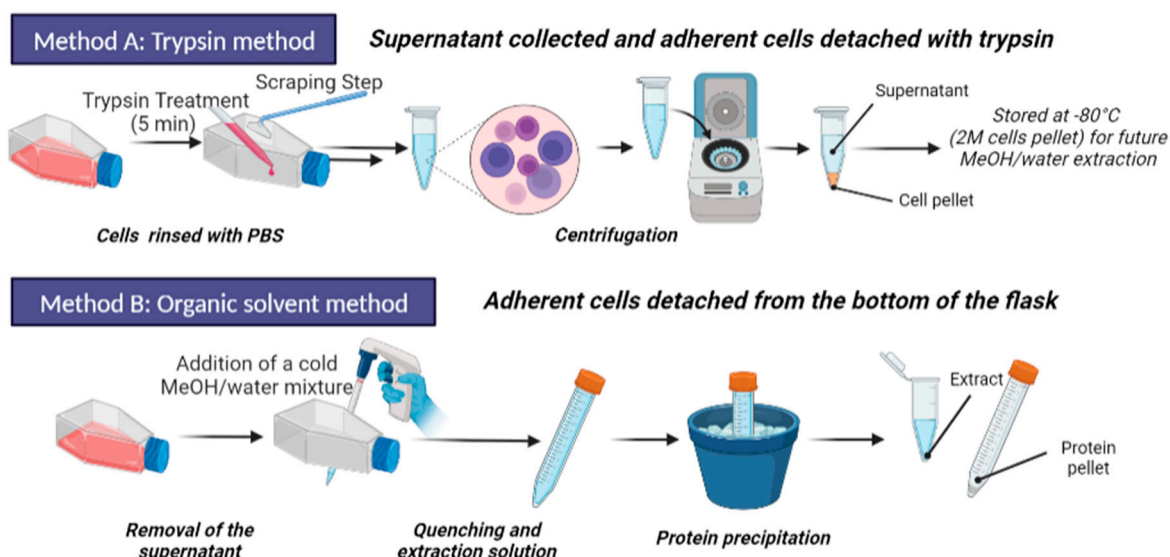 Method A: Trypsin method
Supernatant collected and adherent cells detached with trypsin
Scraping Step
Trypsin Treatment
(5 min)
Supernatant
Stored at -80°C
(2M cells pellet) for future
MeOH/water extraction
Cell pellet
Cells rinsed with PBS
Centrifugation
Method B: Organic solvent method
Adherent cells detached from the bottom of the flask
Addition of a cold
MeOH/water mixture
Extract
Protein
pellet
Removal of the
supernatant
Quenching and
extraction solution
Protein precipitation